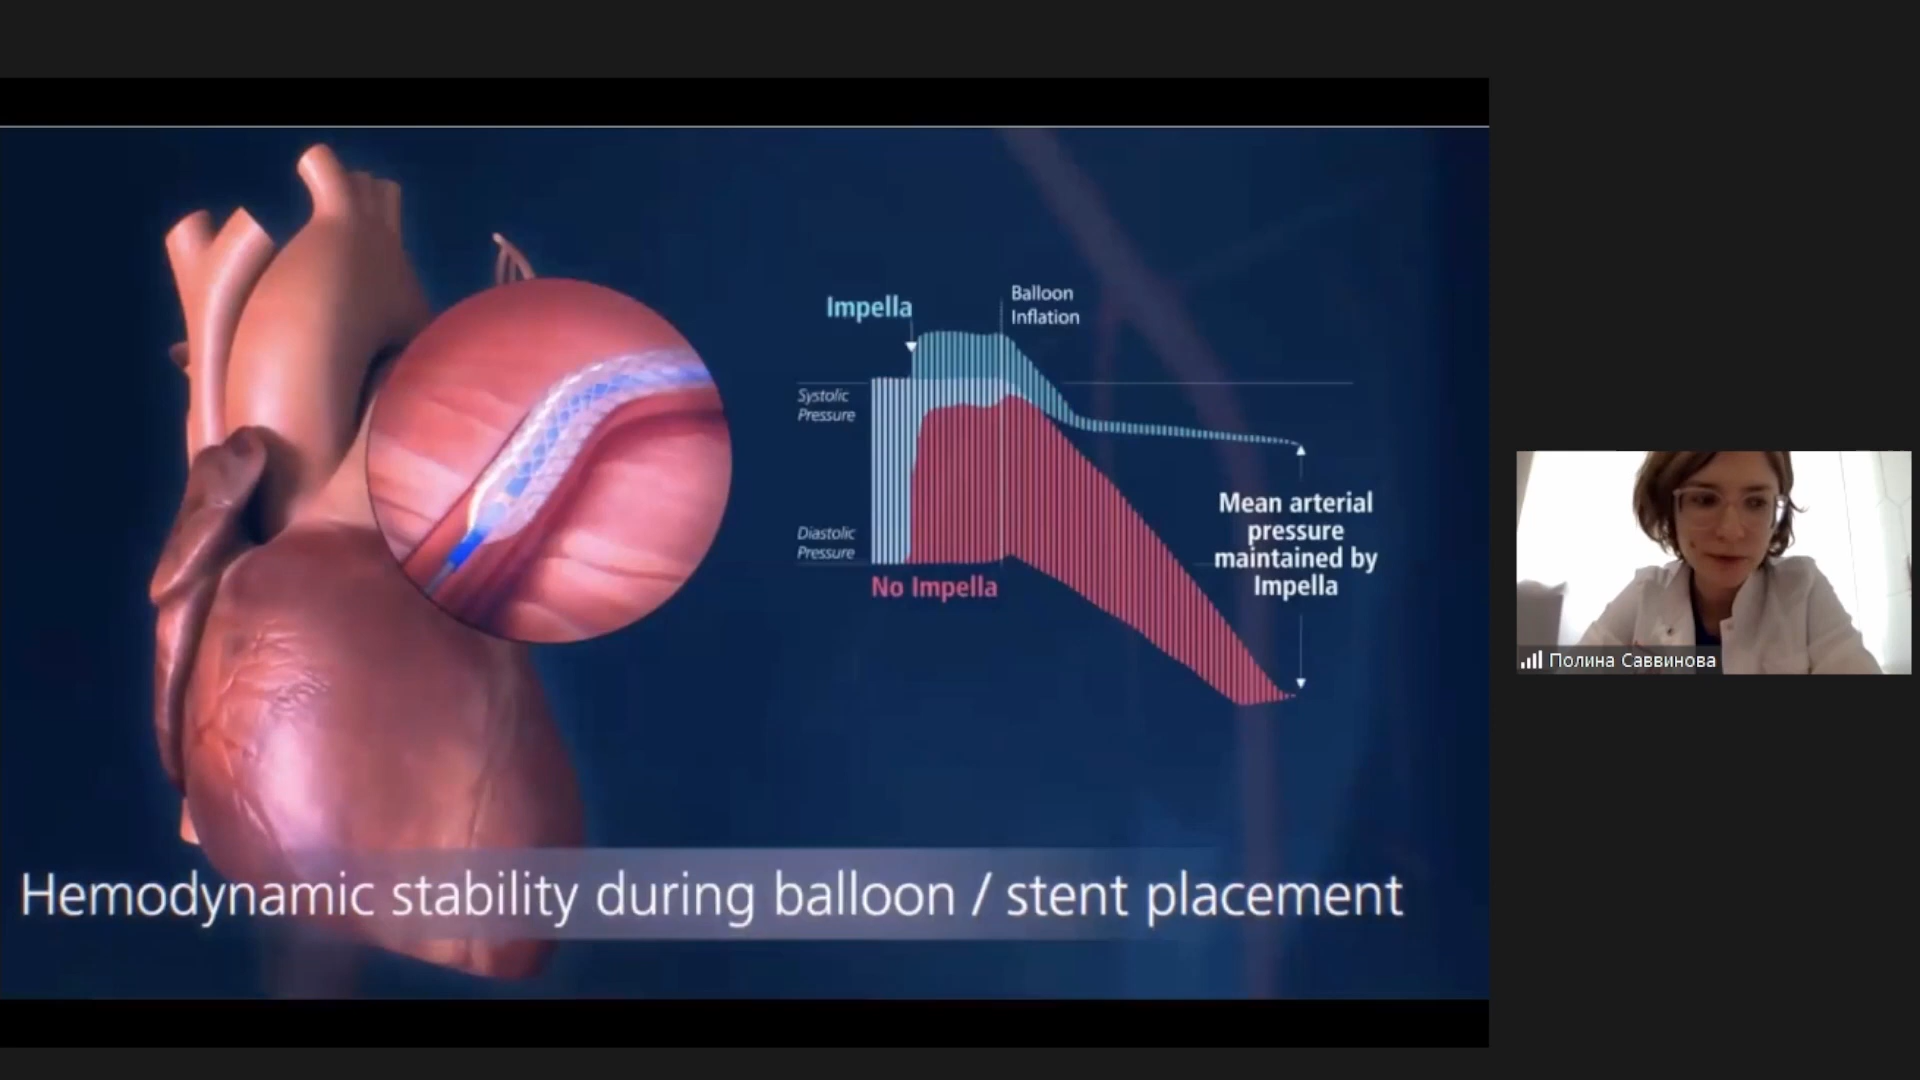 Impella
Balloon
Inflation
Systolic
Pressure
Diastolic
Pressure
No Impella
Mean arterial
pressure
maintained by
Impella
Hemodynamic stability during balloon / stent placement
Полина Саввинова